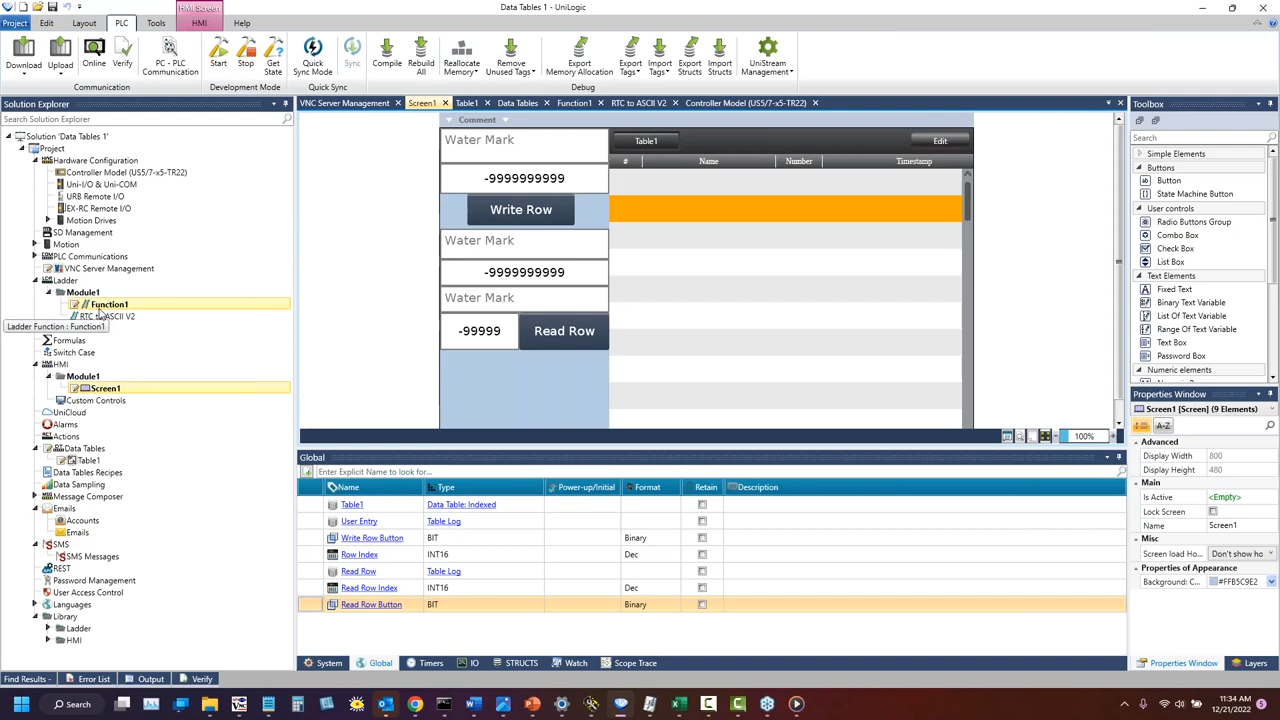 Data Tables 1 - UniLogic
HMI Screen
Project Edit Layout PLC Tools HMI Help
Download Upload Online Verify PC - PLC Communication Start Stop Get State Quick Sync Mode Sync Compile Rebuild All Reallocate Memory Remove Unused Tags Export Memory Allocation Export Tags Import Tags Export Structs Import Structs UniStream Management
Communication Development Mode Quick Sync Debug
Solution Explorer
Search Solution Explorer
Solution 'Data Tables 1'
Project
Hardware Configuration
Controller Model (US5/7-x5-TR22)
Uni-I/O & Uni-COM
URB Remote I/O
EX-RC Remote I/O
Motion Drives
SD Management
Motion
PLC Communications
VNC Server Management
Ladder
Module1
Function1
RTC to ASCII V2
Ladder Function : Function1
Formulas
Switch Case
HMI
Module1
Screen1
Custom Controls
UniCloud
Alarms
Actions
Data Tables
Table1
Data Tables Recipes
Data Sampling
Message Composer
Emails
Accounts
Emails
SMS
SMS Messages
REST
Password Management
User Access Control
Languages
Library
Ladder
HMI
VNC Server Management Screen1 Table1 Data Tables Function1 RTC to ASCII V2 Controller Model (US5/7-x5-TR22)
Comment
Water Mark
-9999999999
Write Row
Water Mark
-9999999999
Water Mark
-99999 Read Row
Table1 Edit
# Name Number Timestamp
100%
Global
Enter Explicit Name to look for...
Name Type Power-up/Initial Format Retain Description
Table1 Data Table: Indexed
User Entry Table Log
Write Row Button BIT Binary
Row Index INT16 Dec
Read Row Table Log
Read Row Index INT16 Dec
Read Row Button BIT Binary
System Global Timers IO STRUCTS Watch Scope Trace
Toolbox
Search
Simple Elements
Buttons
Button
State Machine Button
User controls
Radio Buttons Group
Combo Box
Check Box
List Box
Text Elements
Fixed Text
Binary Text Variable
List Of Text Variable
Range Of Text Variable
Text Box
Password Box
Numeric elements
Properties Window
Screen1 [Screen] (9 Elements)
A-Z
Advanced
Display Width 800
Display Height 480
Main
Is Active <Empty>
Lock Screen
Name Screen1
Misc
Screen load Ho... Don't show ho
Properties of Appearance
Background: C... #FFB5C9E2
Properties Window Layers
Find Results - Error List Output Verify
Search
11:34 AM
12/21/2022